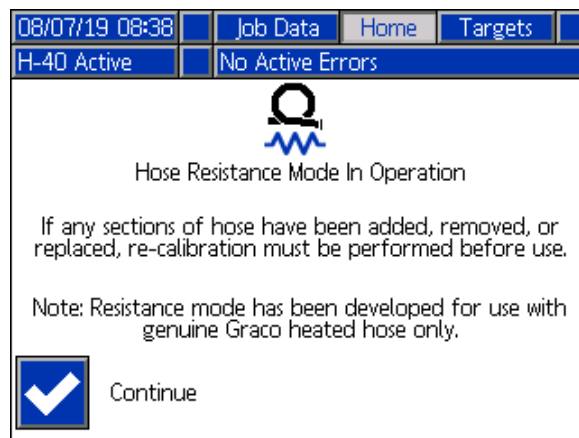 08/07/19 08:38 Job Data Home Targets
H-40 Active No Active Errors
Hose Resistance Mode In Operation
If any sections of hose have been added, removed, or
replaced, re-calibration must be performed before use.
Note: Resistance mode has been developed for use with
genuine Graco heated hose only.
Continue